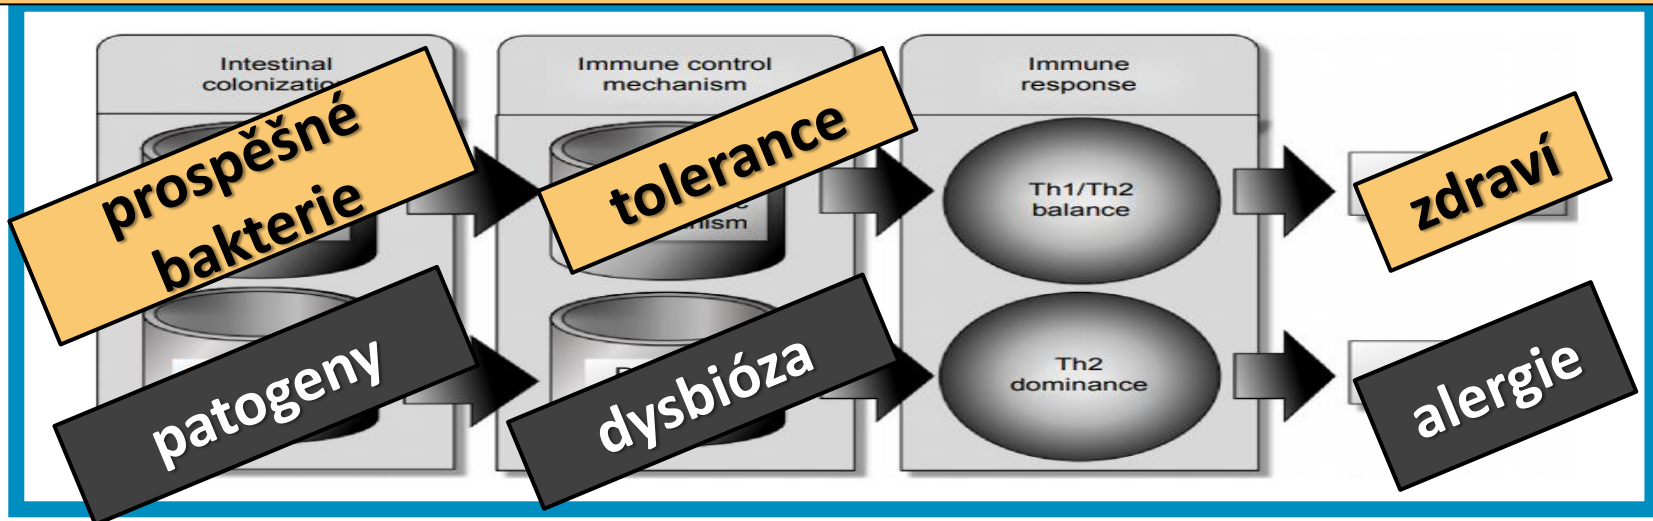 Intestinal
Immune control
mechanism
Immune
response
prospěšné
bakterie
tolerance
Th1/Th2
balance
zdraví
patogeny
dysbióza
Th2
dominance
alergie